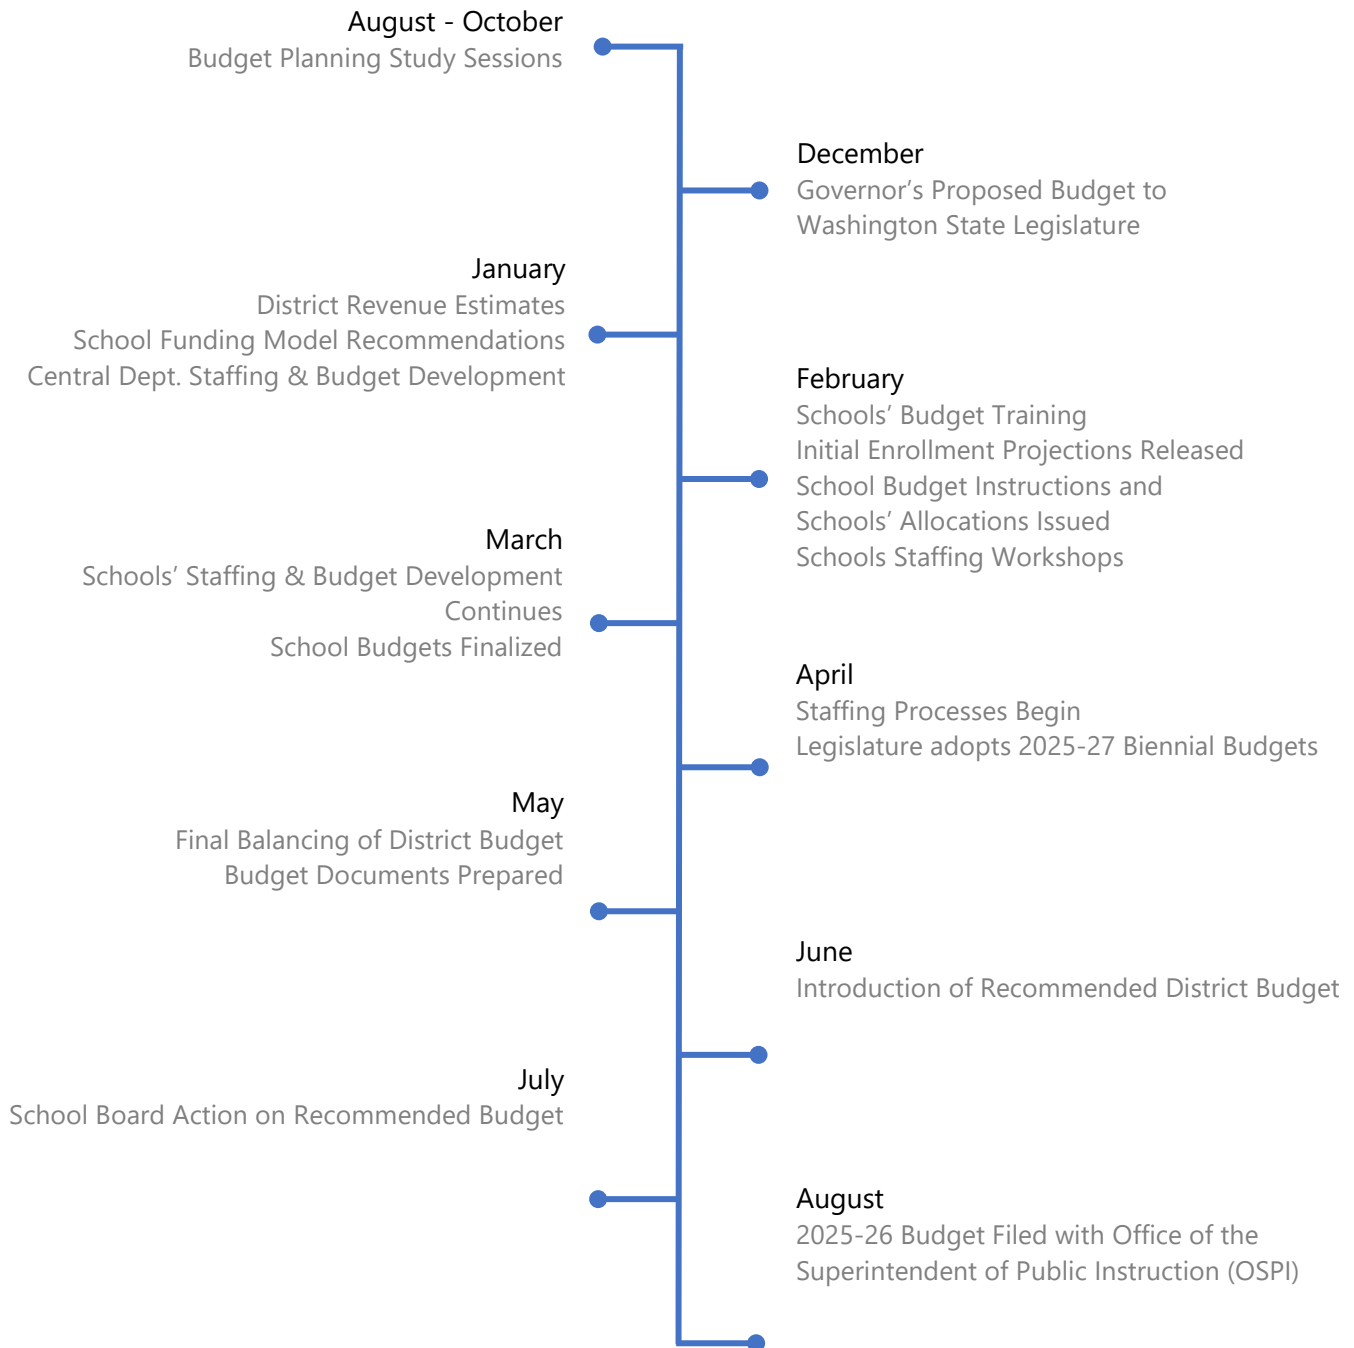 August - October
Budget Planning Study Sessions
December
Governor’s Proposed Budget to
Washington State Legislature
January
District Revenue Estimates
School Funding Model Recommendations
Central Dept. Staffing & Budget Development
February
Schools’ Budget Training
Initial Enrollment Projections Released
School Budget Instructions and
Schools’ Allocations Issued
Schools Staffing Workshops
March
Schools’ Staffing & Budget Development
Continues
School Budgets Finalized
April
Staffing Processes Begin
Legislature adopts 2025-27 Biennial Budgets
May
Final Balancing of District Budget
Budget Documents Prepared
June
Introduction of Recommended District Budget
July
School Board Action on Recommended Budget
August
2025-26 Budget Filed with Office of the
Superintendent of Public Instruction (OSPI)